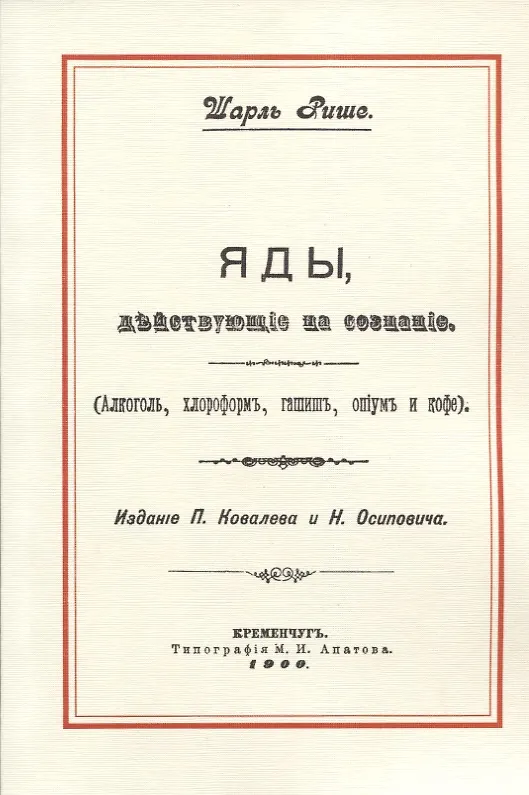 Шарль Рише.
ЯДЫ,
дѣйствующіе на сознаніе.
(Алкоголь, хлороформъ, гашишъ, опіумъ и кофе).
Изданіе П. Ковалева и Н. Осиповича.
КРЕМЕНЧУГЪ.
Типографія М. И. Апатова.
1900.